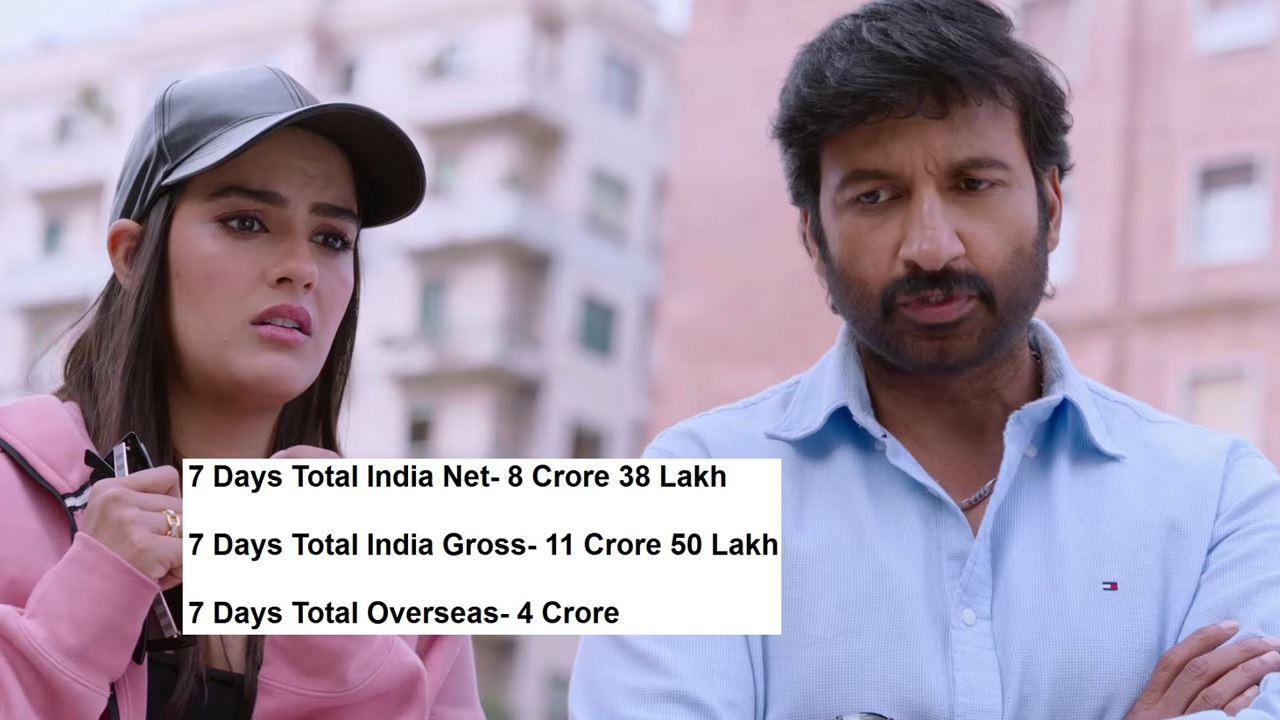 7 Days Total India Net- 8 Crore 38 Lakh
7 Days Total India Gross- 11 Crore 50 Lakh
7 Days Total Overseas- 4 Crore